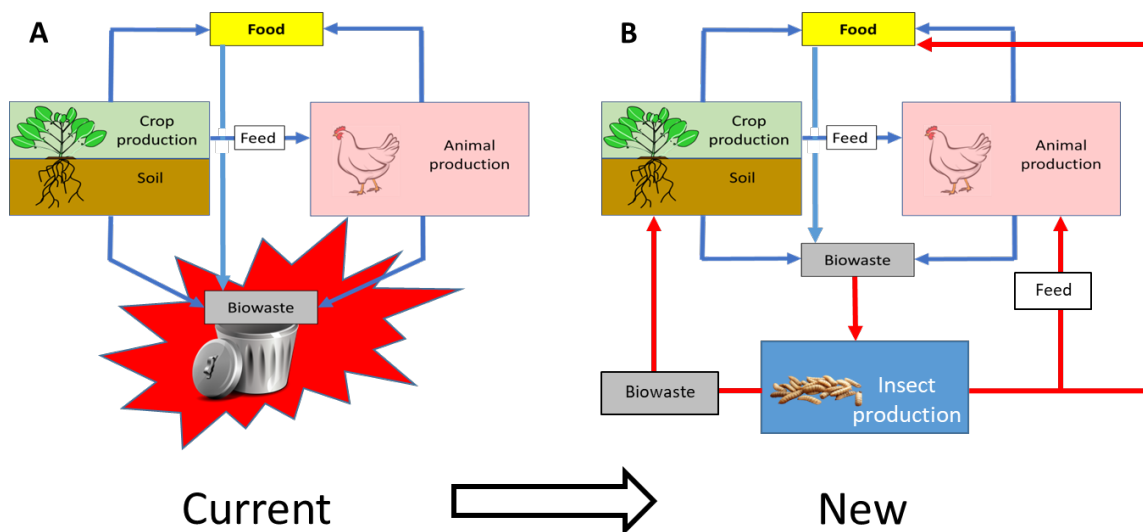 A
Food
Crop
production
Feed
Animal
production
Soil
Biowaste
Current
B
Food
Crop
production
Feed
Animal
production
Soil
Biowaste
Feed
Biowaste
Insect
production
New